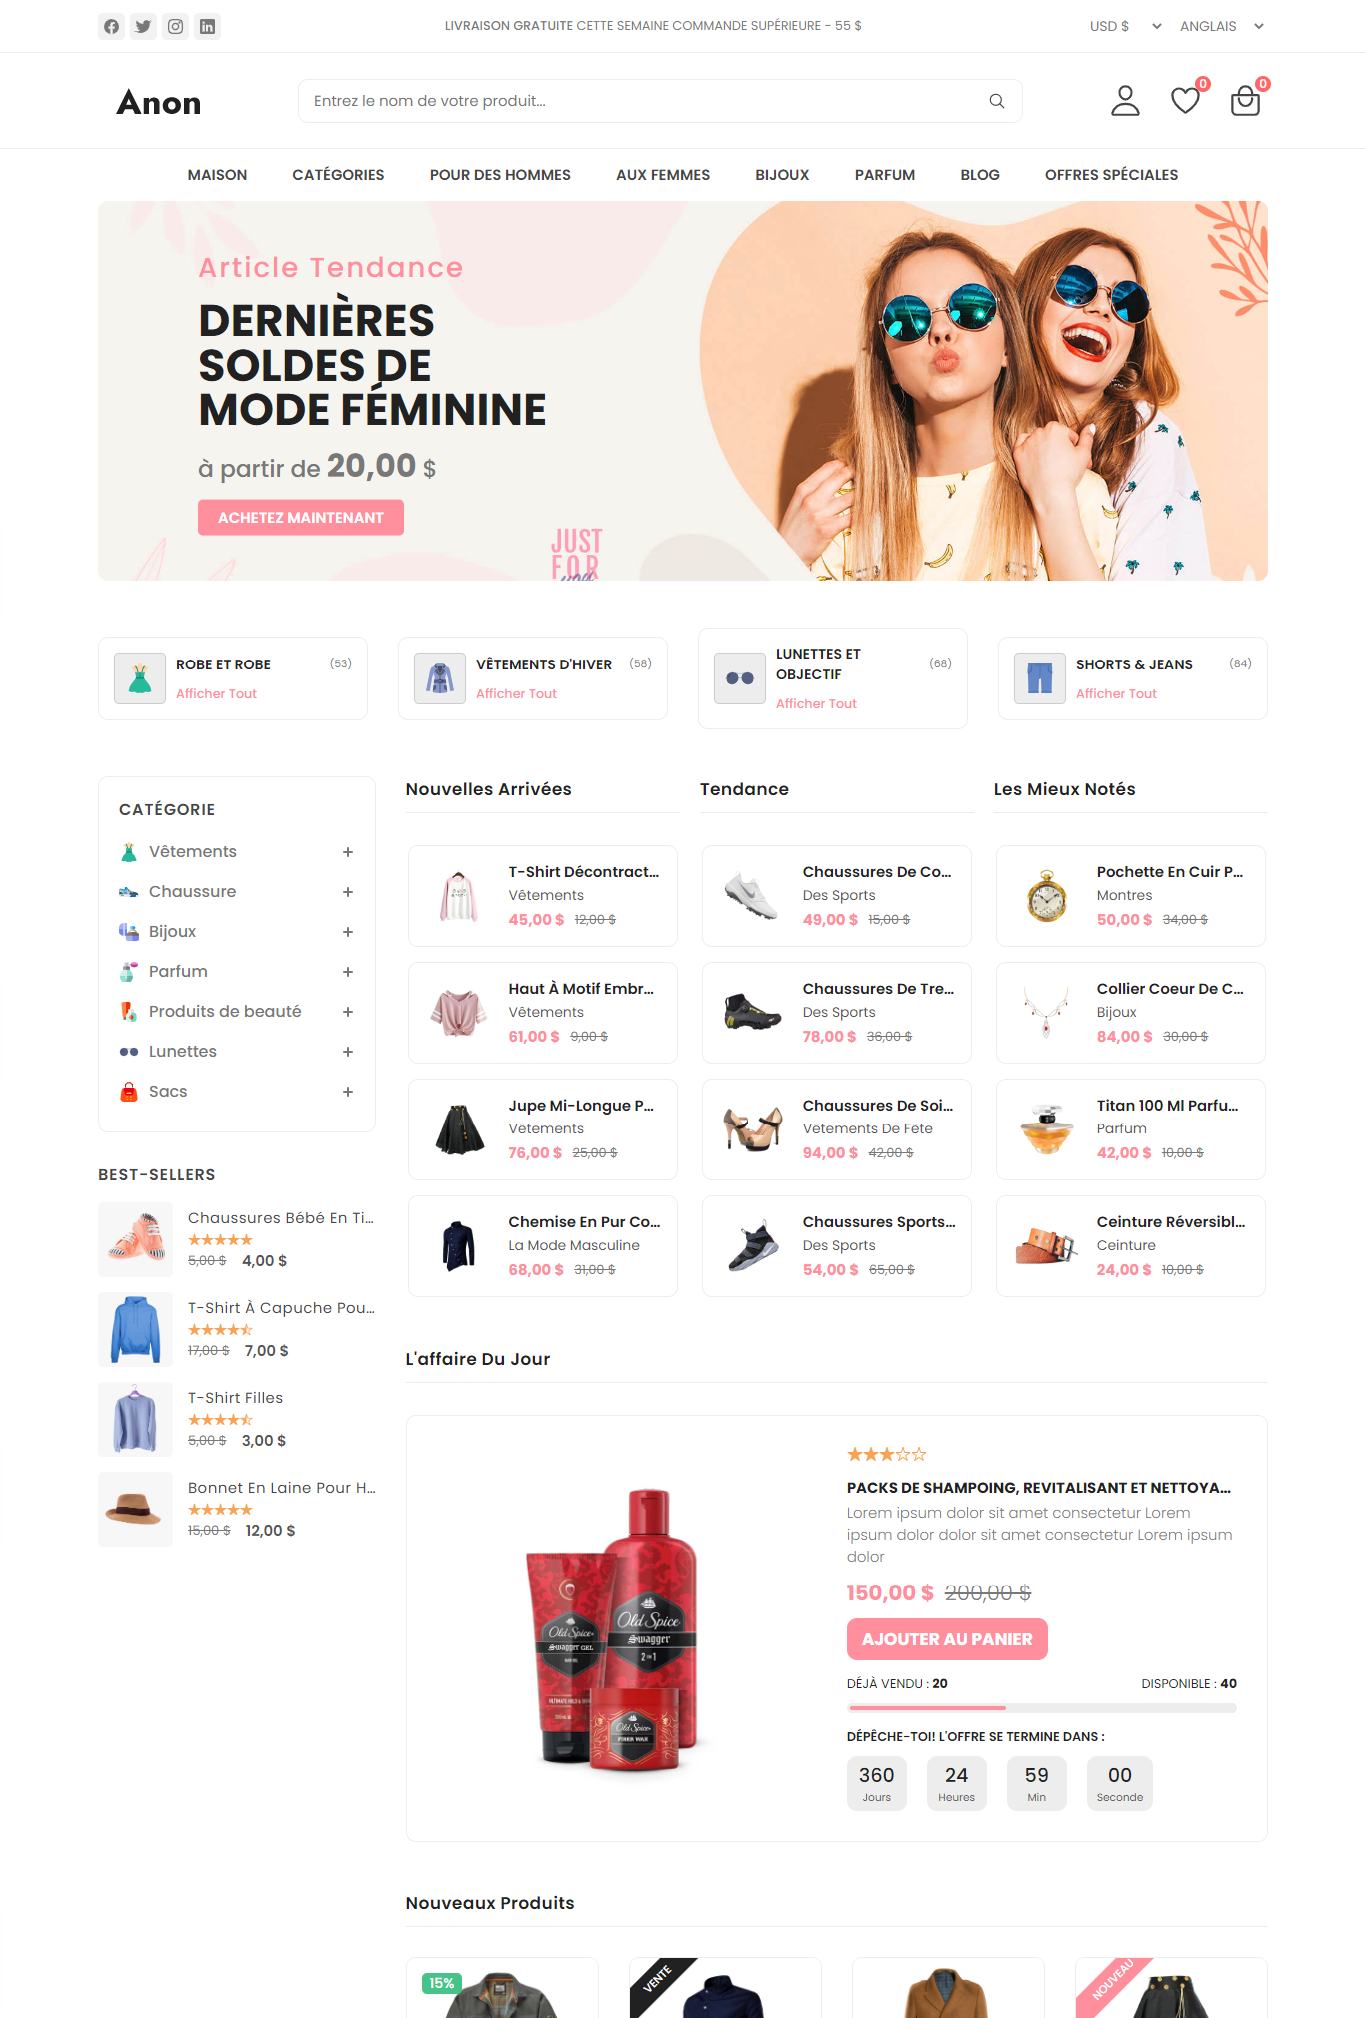 LIVRAISON GRATUITE CETTE SEMAINE COMMANDE SUPÉRIEURE - 55 $
USD $
ANGLAIS
Anon
Entrez le nom de votre produit...
0
0
MAISON
CATÉGORIES
POUR DES HOMMES
AUX FEMMES
BIJOUX
PARFUM
BLOG
OFFRES SPÉCIALES
Article Tendance
DERNIÈRES
SOLDES DE
MODE FÉMININE
à partir de 20,00 $
ACHETEZ MAINTENANT
JUST
FOR
you
ROBE ET ROBE
(53)
Afficher Tout
VÊTEMENTS D'HIVER
(58)
Afficher Tout
LUNETTES ET
OBJECTIF
(68)
Afficher Tout
SHORTS & JEANS
(84)
Afficher Tout
CATÉGORIE
Vêtements
Chaussure
Bijoux
Parfum
Produits de beauté
Lunettes
Sacs
BEST-SELLERS
Chaussures Bébé En Ti...
5,00 $ 4,00 $
T-Shirt À Capuche Pou...
17,00 $ 7,00 $
T-Shirt Filles
5,00 $ 3,00 $
Bonnet En Laine Pour H...
15,00 $ 12,00 $
Nouvelles Arrivées
T-Shirt Décontract...
Vêtements
45,00 $ 12,00 $
Haut À Motif Embr...
Vêtements
61,00 $ 9,00 $
Jupe Mi-Longue P...
Vetements
76,00 $ 25,00 $
Chemise En Pur Co...
La Mode Masculine
68,00 $ 31,00 $
Tendance
Chaussures De Co...
Des Sports
49,00 $ 15,00 $
Chaussures De Tre...
Des Sports
78,00 $ 36,00 $
Chaussures De Soi...
Vetements De Fete
94,00 $ 42,00 $
Chaussures Sports...
Des Sports
54,00 $ 65,00 $
Les Mieux Notés
Pochette En Cuir P...
Montres
50,00 $ 34,00 $
Collier Coeur De C...
Bijoux
84,00 $ 30,00 $
Titan 100 Ml Parfu...
Parfum
42,00 $ 10,00 $
Ceinture Réversibl...
Ceinture
24,00 $ 10,00 $
L'affaire Du Jour
Old Spice
Swagger
2 in 1
Old Spice
Swagger GEL
Old Spice
FIBER WAX
PACKS DE SHAMPOING, REVITALISANT ET NETTOYA...
Lorem ipsum dolor sit amet consectetur Lorem
ipsum dolor dolor sit amet consectetur Lorem ipsum
dolor
150,00 $ 200,00 $
AJOUTER AU PANIER
DÉJÀ VENDU : 20
DISPONIBLE : 40
DÉPÊCHE-TOI! L'OFFRE SE TERMINE DANS :
360
Jours
24
Heures
59
Min
00
Seconde
Nouveaux Produits
15%
VENTE
NOUVEAU